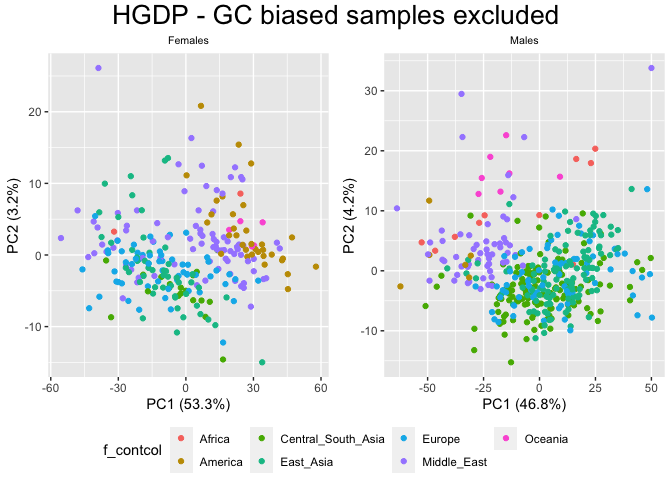 HGDP - GC biased samples excluded
Females
Males
PC2 (3.2%)
20
10
0
-10
-60
-30
0
30
60
PC1 (53.3%)
PC2 (4.2%)
30
20
10
0
-10
-50
-25
0
25
50
PC1 (46.8%)
f_contcol
Africa
Central_South_Asia
Europe
Oceania
America
East_Asia
Middle_East